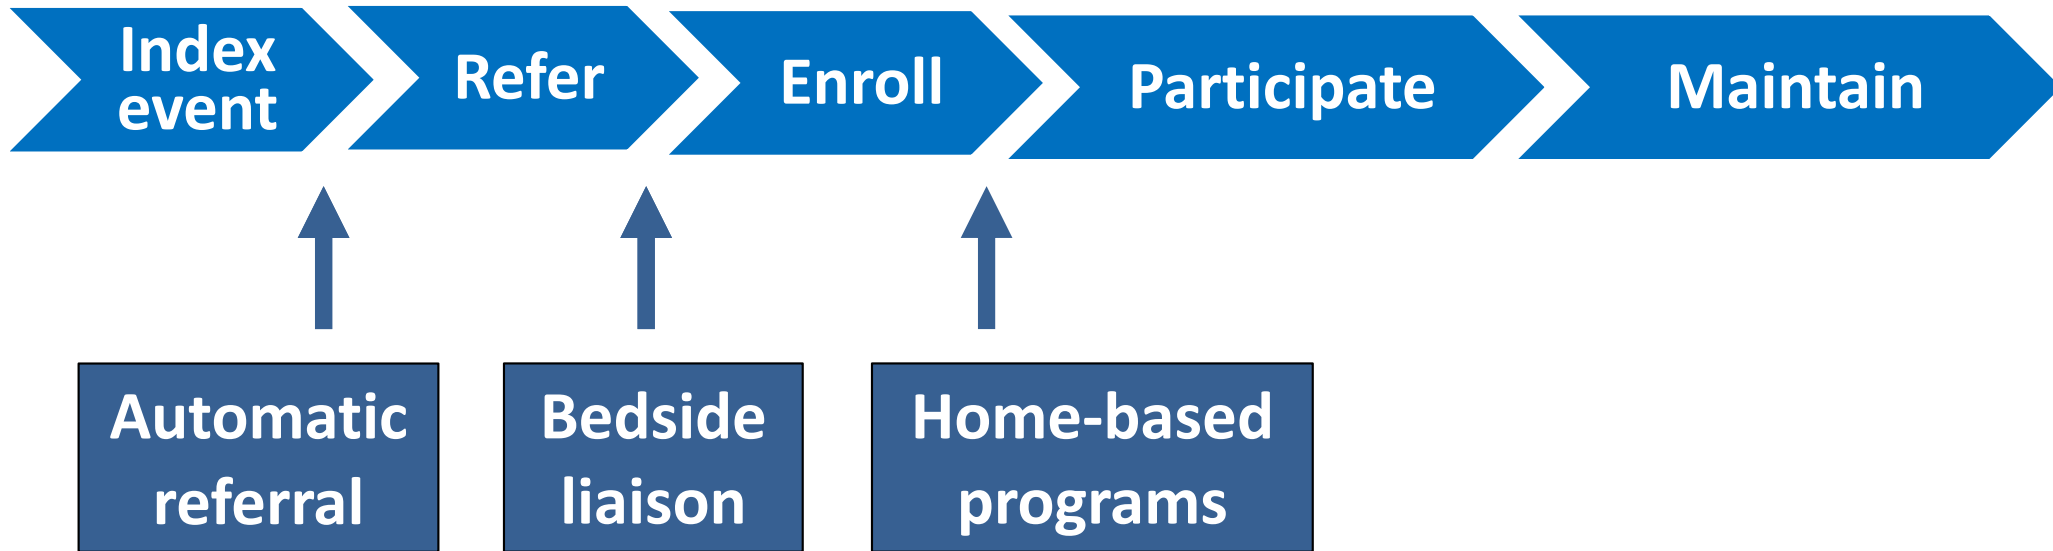 Index
event
Refer
Enroll
Participate
Maintain
Automatic
referral
Bedside
liaison
Home-based
programs